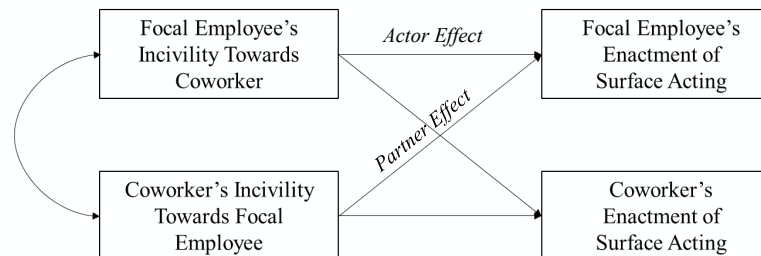 Focal Employee's
Incivility Towards
Coworker
Actor Effect
Focal Employee's
Enactment of
Surface Acting
Partner Effect
Coworker's Incivility
Towards Focal
Employee
Coworker's
Enactment of
Surface Acting